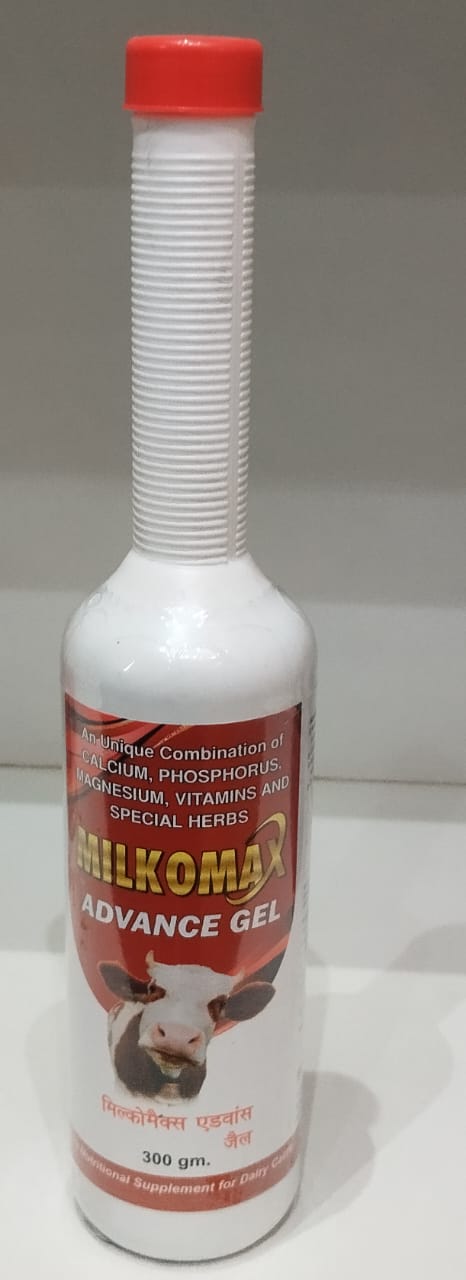 An Unique Combination of
CALCIUM, PHOSPHORUS,
MAGNESIUM, VITAMINS AND
SPECIAL HERBS
MILKOMAX
ADVANCE GEL
मिल्कोमैक्स एडवांस
जैल
300 gm.
Nutritional Supplement for Dairy